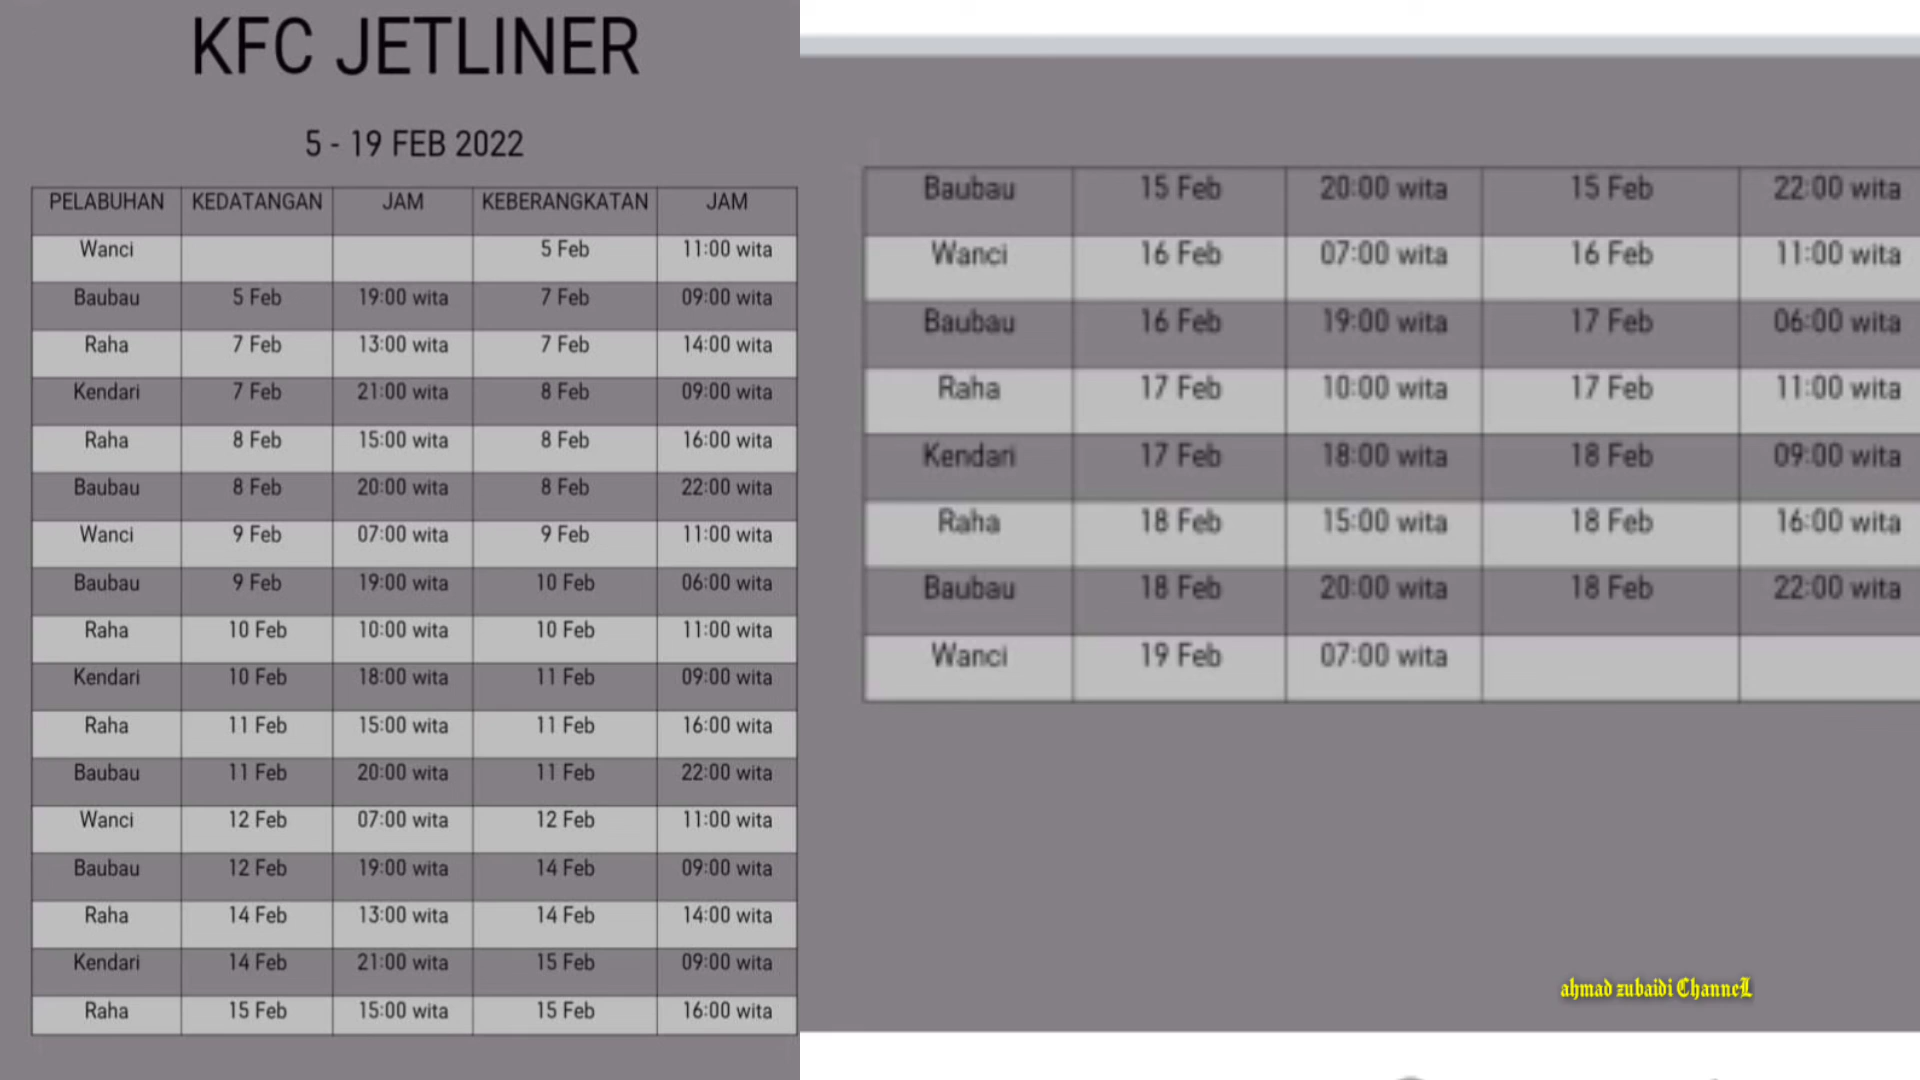 KFC JETLINER
5 - 19 FEB 2022
PELABUHAN KEDATANGAN JAM KEBERANGKATAN JAM
Wanci 5 Feb 11:00 wita
Baubau 5 Feb 19:00 wita 7 Feb 09:00 wita
Raha 7 Feb 13:00 wita 7 Feb 14:00 wita
Kendari 7 Feb 21:00 wita 8 Feb 09:00 wita
Raha 8 Feb 15:00 wita 8 Feb 16:00 wita
Baubau 8 Feb 20:00 wita 8 Feb 22:00 wita
Wanci 9 Feb 07:00 wita 9 Feb 11:00 wita
Baubau 9 Feb 19:00 wita 10 Feb 06:00 wita
Raha 10 Feb 10:00 wita 10 Feb 11:00 wita
Kendari 10 Feb 18:00 wita 11 Feb 09:00 wita
Raha 11 Feb 15:00 wita 11 Feb 16:00 wita
Baubau 11 Feb 20:00 wita 11 Feb 22:00 wita
Wanci 12 Feb 07:00 wita 12 Feb 11:00 wita
Baubau 12 Feb 19:00 wita 14 Feb 09:00 wita
Raha 14 Feb 13:00 wita 14 Feb 14:00 wita
Kendari 14 Feb 21:00 wita 15 Feb 09:00 wita
Raha 15 Feb 15:00 wita 15 Feb 16:00 wita
Baubau 15 Feb 20:00 wita 15 Feb 22:00 wita
Wanci 16 Feb 07:00 wita 16 Feb 11:00 wita
Baubau 16 Feb 19:00 wita 17 Feb 06:00 wita
Raha 17 Feb 10:00 wita 17 Feb 11:00 wita
Kendari 17 Feb 18:00 wita 18 Feb 09:00 wita
Raha 18 Feb 15:00 wita 18 Feb 16:00 wita
Baubau 18 Feb 20:00 wita 18 Feb 22:00 wita
Wanci 19 Feb 07:00 wita
ahmad zubaidi ChanneL